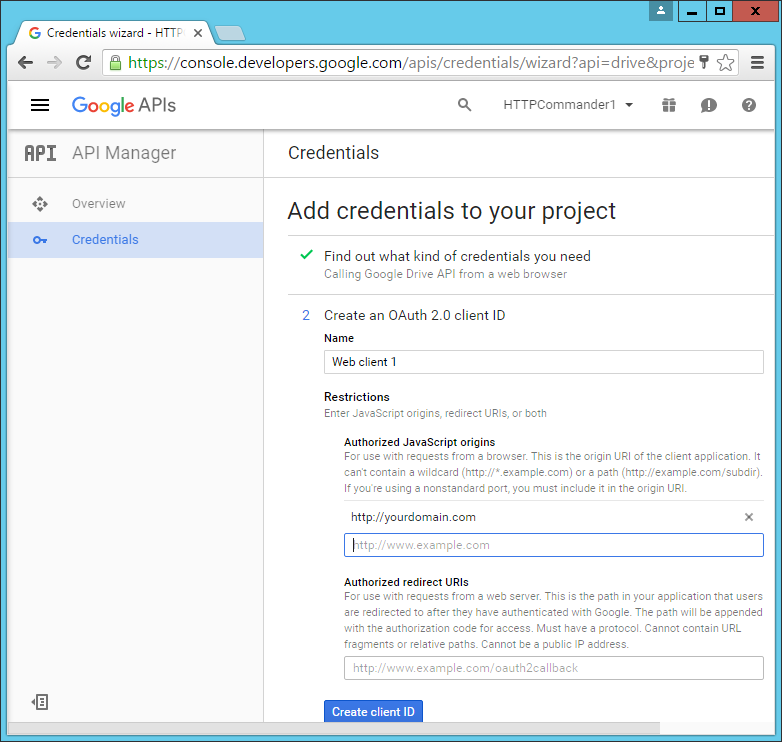 Credentials wizard - HTTP
https://console.developers.google.com/apis/credentials/wizard?api=drive&proje
Google APIs
HTTPCommander1
API API Manager
Credentials
Overview
Credentials
Add credentials to your project
Find out what kind of credentials you need
Calling Google Drive API from a web browser
2 Create an OAuth 2.0 client ID
Name
Web client 1
Restrictions
Enter JavaScript origins, redirect URIs, or both
Authorized JavaScript origins
For use with requests from a browser. This is the origin URI of the client application. It
can't contain a wildcard (http://*.example.com) or a path (http://example.com/subdir).
If you're using a nonstandard port, you must include it in the origin URI.
http://yourdomain.com
http://www.example.com
Authorized redirect URIs
For use with requests from a web server. This is the path in your application that users
are redirected to after they have authenticated with Google. The path will be appended
with the authorization code for access. Must have a protocol. Cannot contain URL
fragments or relative paths. Cannot be a public IP address.
http://www.example.com/oauth2callback
Create client ID